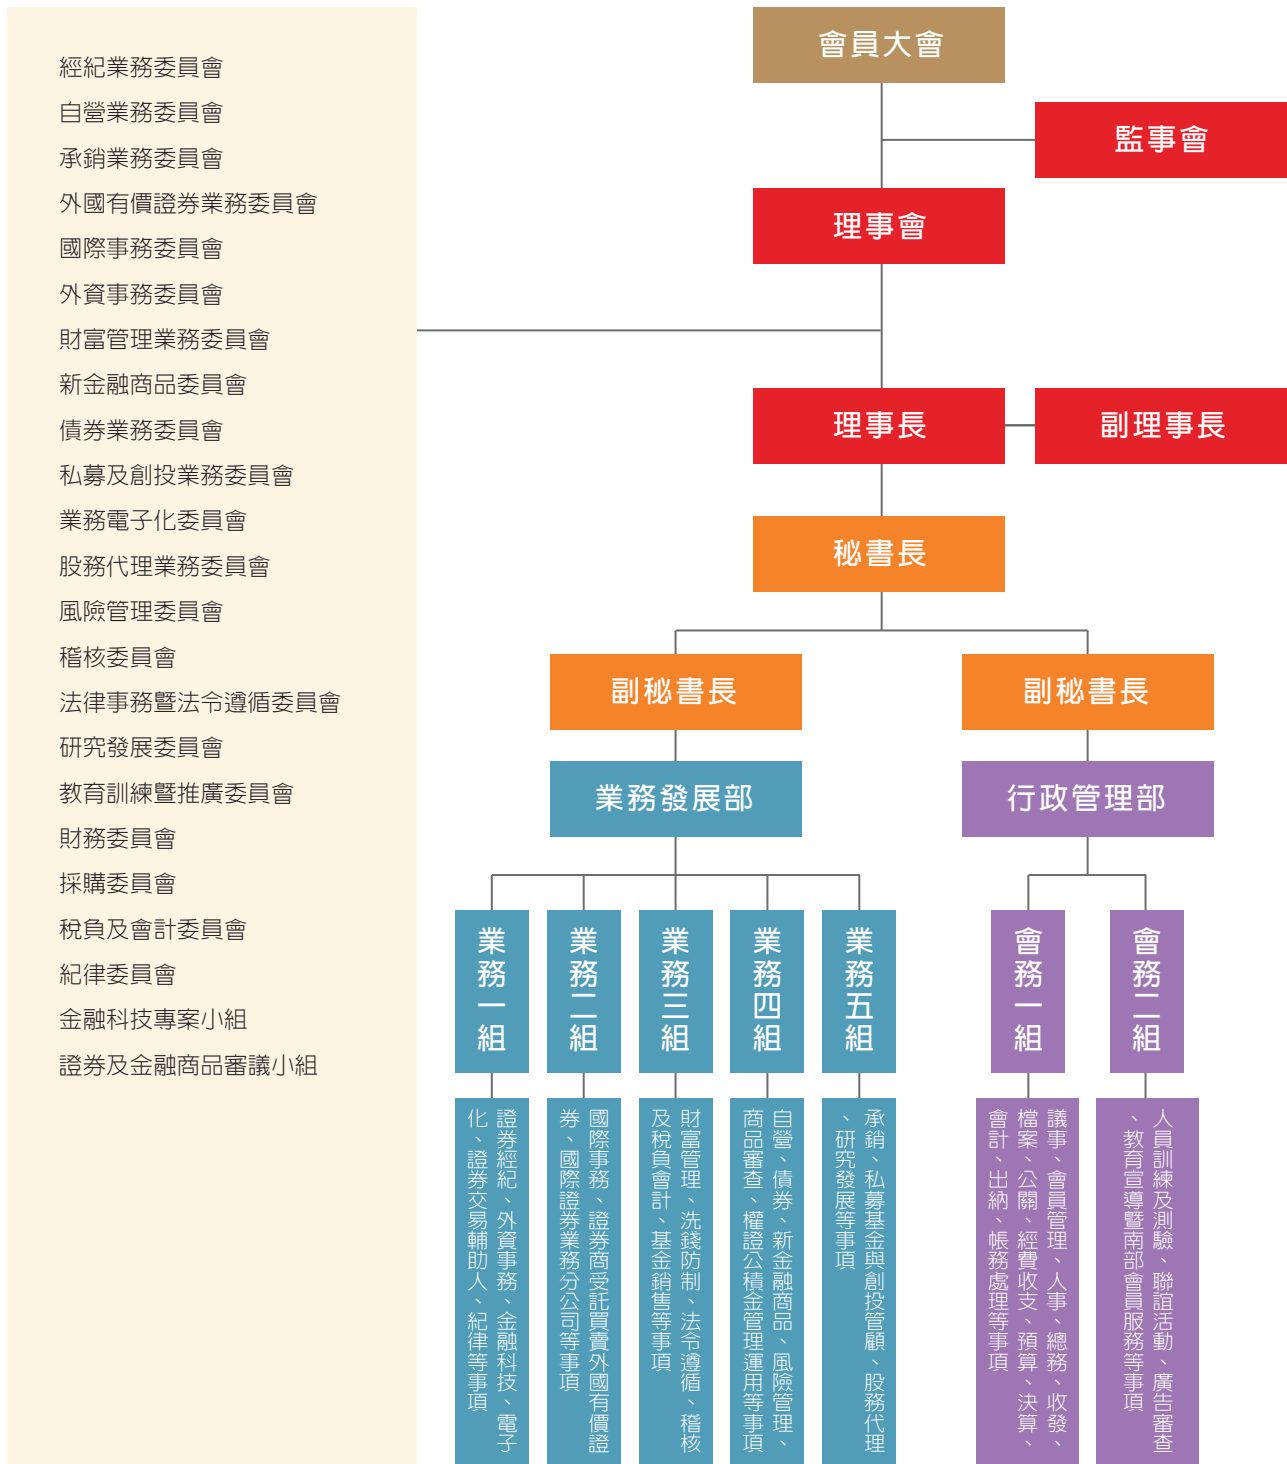 經紀業務委員會
自營業務委員會
承銷業務委員會
外國有價證券業務委員會
國際事務委員會
外資事務委員會
財富管理業務委員會
新金融商品委員會
債券業務委員會
私募及創投業務委員會
業務電子化委員會
股務代理業務委員會
風險管理委員會
稽核委員會
法律事務暨法令遵循委員會
研究發展委員會
教育訓練暨推廣委員會
財務委員會
採購委員會
稅負及會計委員會
紀律委員會
金融科技專案小組
證券及金融商品審議小組
會員大會
監事會
理事會
理事長
副理事長
秘書長
副秘書長
副秘書長
業務發展部
行政管理部
業務一組
業務二組
業務三組
業務四組
業務五組
會務一組
會務二組
證券經紀、外資事務、金融科技、電子
化、證券交易輔助人、紀律等事項
國際事務、證券商受託買賣外國有價證
券、國際證券業務分公司等事項
財富管理、洗錢防制、法令遵循、稽核
及稅負會計、基金銷售等事項
自營、債券、新金融商品、風險管理、
商品審查、權證公積金管理運用等事項
承銷、私募基金與創投管顧、股務代理
、研究發展等事項
議事、會員管理、人事、總務、收發、
檔案、公關、經費收支、預算、決算、
會計、出納、帳務處理等事項
人員訓練及測驗、聯誼活動、廣告審查
、教育宣導暨南部會員服務等事項